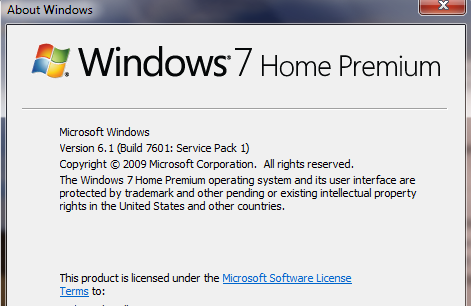 About Windows
Windows 7 Home Premium
Microsoft Windows
Version 6.1 (Build 7601: Service Pack 1)
Copyright © 2009 Microsoft Corporation. All rights reserved.
The Windows 7 Home Premium operating system and its user interface are
protected by trademark and other pending or existing intellectual property
rights in the United States and other countries.
This product is licensed under the Microsoft Software License
Terms to: